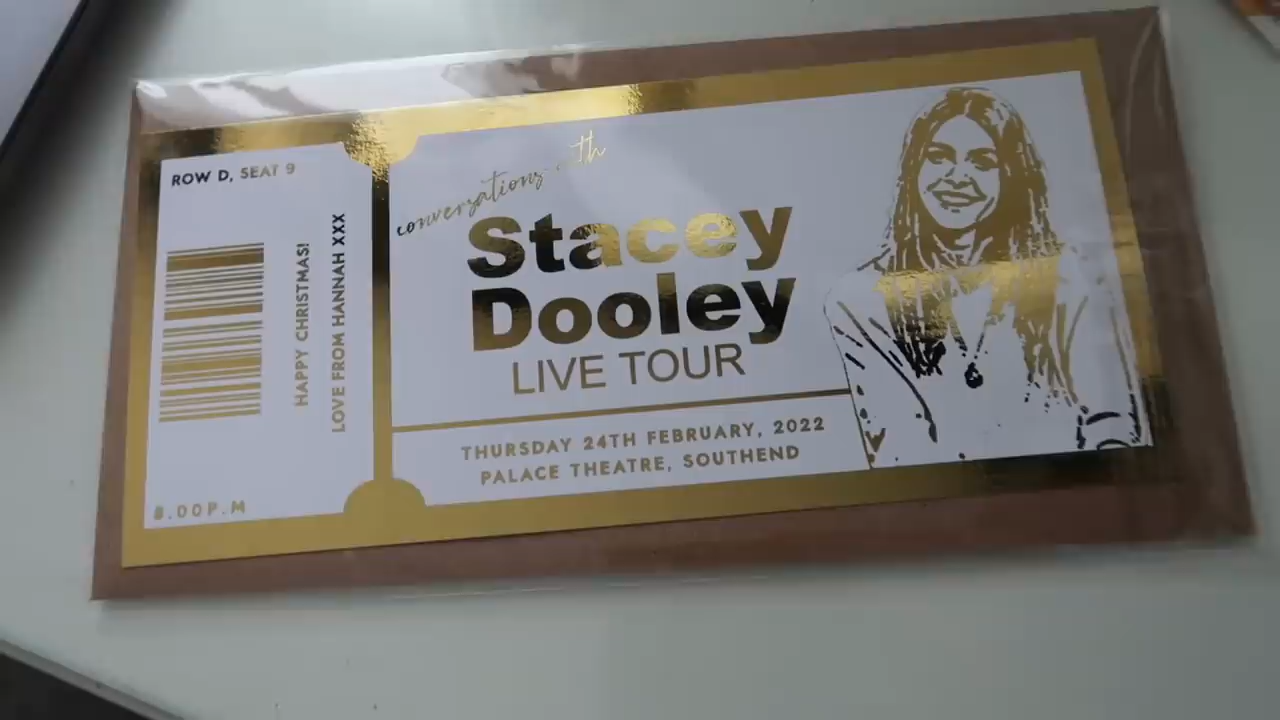 ROW D, SEAT 9
HAPPY CHRISTMAS!
LOVE FROM HANNAH XXX
8.00P.M
conversations with
Stacey
Dooley
LIVE TOUR
THURSDAY 24TH FEBRUARY, 2022
PALACE THEATRE, SOUTHEND